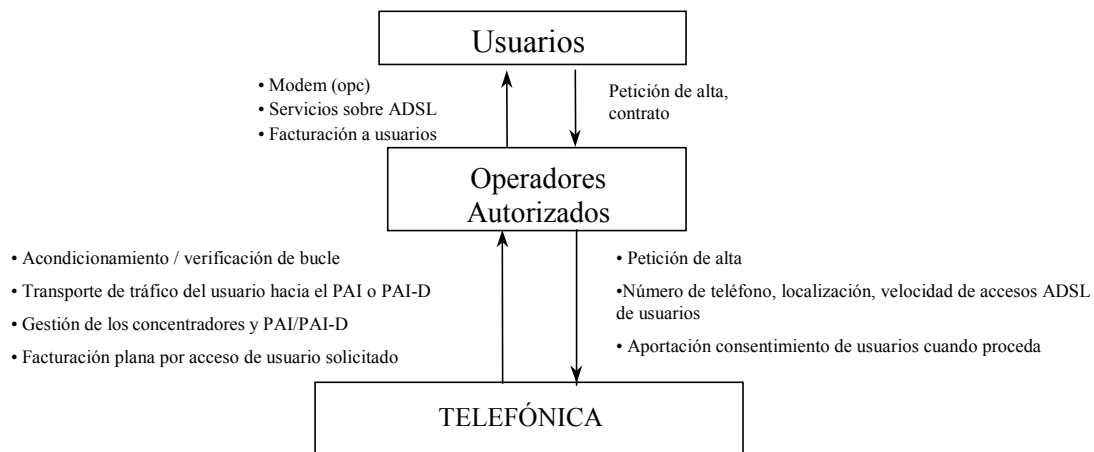 Usuarios
• Modem (opc)
• Servicios sobre ADSL
• Facturación a usuarios
Petición de alta,
contrato
Operadores
Autorizados
• Acondicionamiento / verificación de bucle
• Transporte de tráfico del usuario hacia el PAI o PAI-D
• Gestión de los concentradores y PAI/PAI-D
• Facturación plana por acceso de usuario solicitado
• Petición de alta
•Número de teléfono, localización, velocidad de accesos ADSL
de usuarios
• Aportación consentimiento de usuarios cuando proceda
TELEFÓNICA